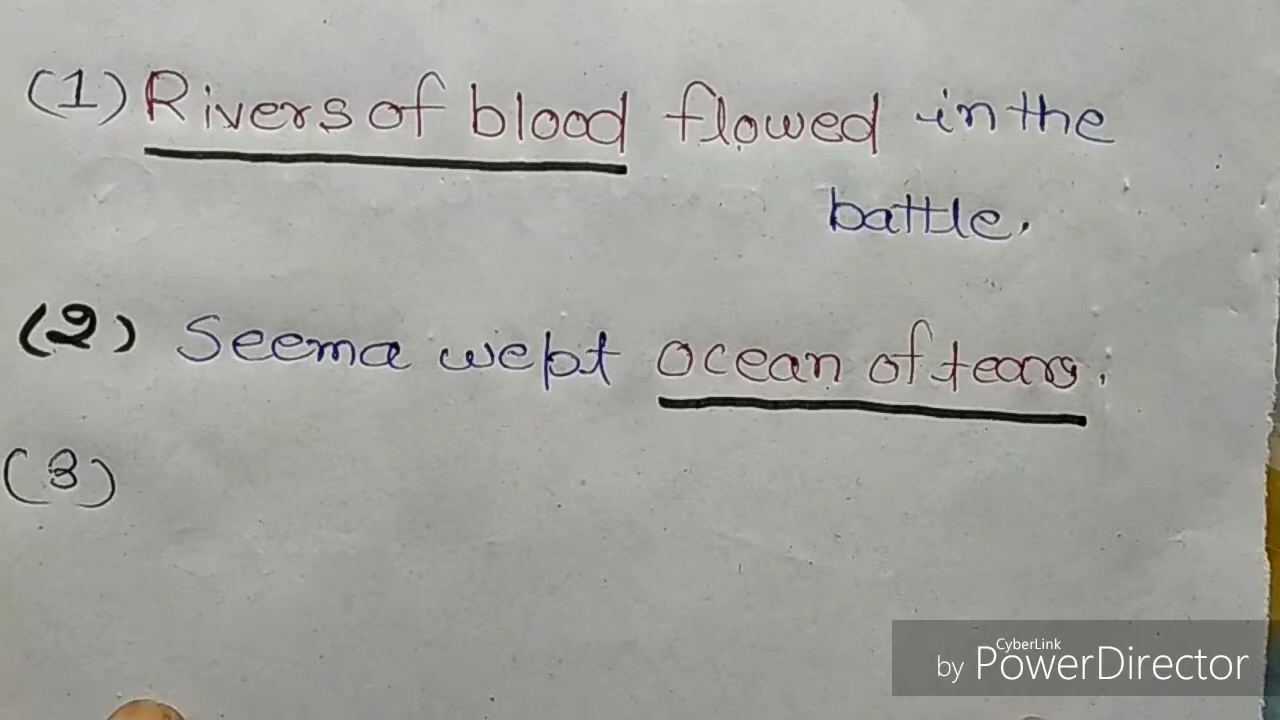 (1) Rivers of blood flowed in the
battle.
(2) Seema wept ocean of tears.
(3)
CyberLink
by PowerDirector